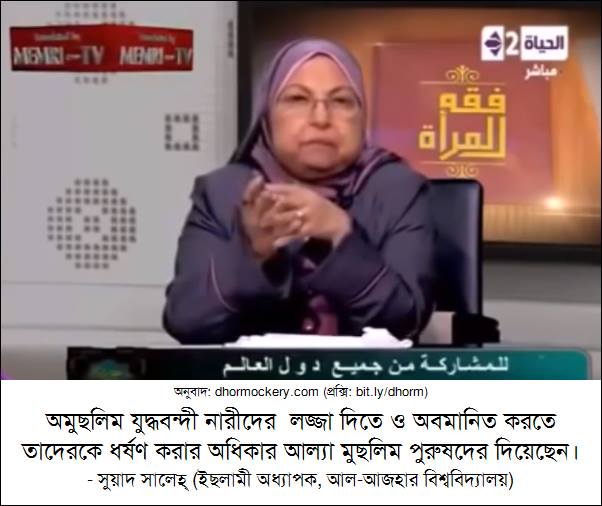 translated by
MEMRI-TV
translated by
MEMRI-TV
الحياة 2
مباشر
فقه
المرأة
للمشاركة من جميع دول العالم
অনুবাদ: dhormockery.com (প্রক্সি: bit.ly/dhorm)
অমুছলিম যুদ্ধবন্দী নারীদের লজ্জা দিতে ও অবমানিত করতে
তাদেরকে ধর্ষণ করার অধিকার আল্যা মুছলিম পুরুষদের দিয়েছেন।
- সুয়াদ সালেহ্ (ইছলামী অধ্যাপক, আল-আজহার বিশ্ববিদ্যালয়)